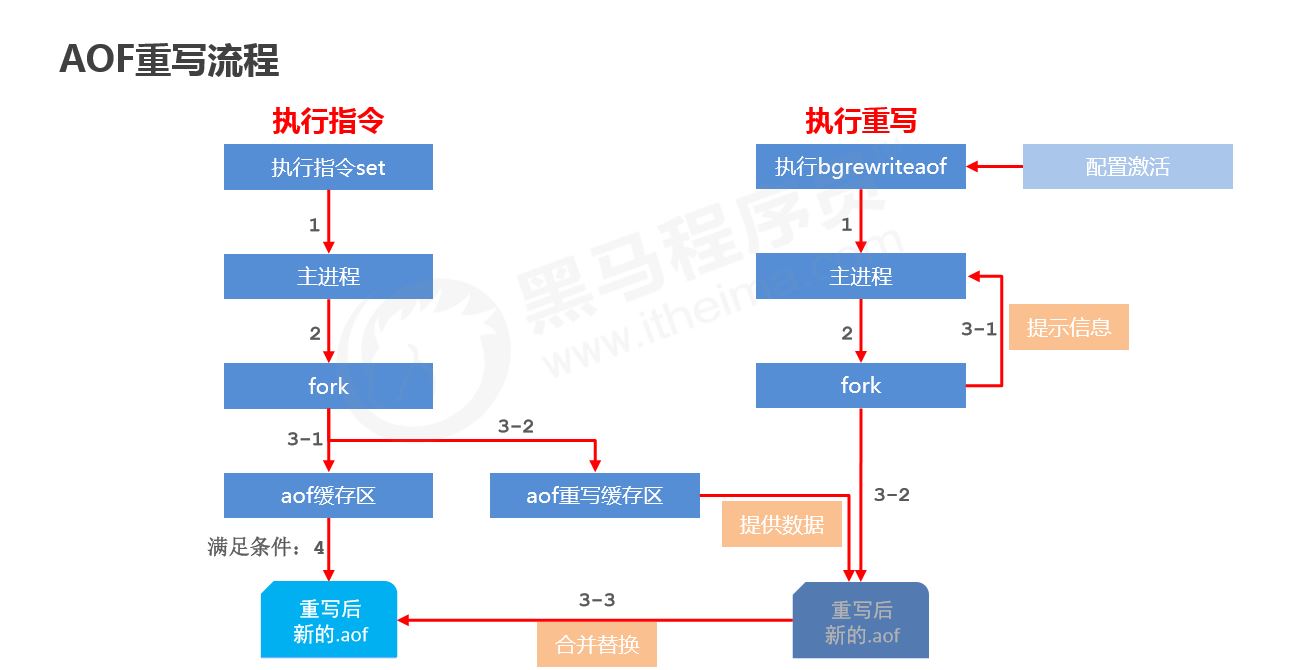 AOF重写流程
执行指令
执行重写
执行指令set
执行bgrewriteaof
配置激活
1
1
主进程
主进程
2
2
3-1
提示信息
fork
fork
3-1
3-2
aof缓存区
aof重写缓存区
3-2
提供数据
满足条件：4
重写后
新的.aof
3-3
合并替换
重写后
新的.aof
黑马程序员
www.itheima.com